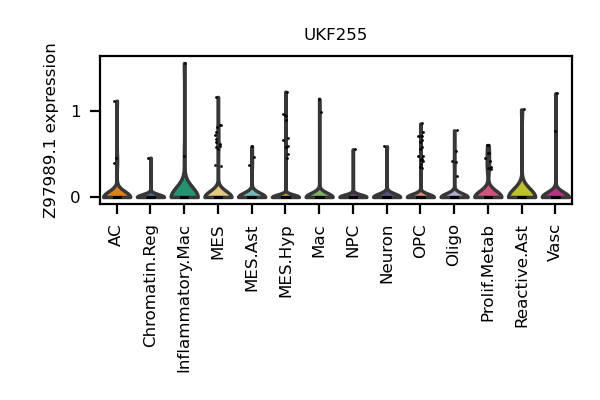 UKF255
Z97989.1 expression
1
0
AC
Chromatin.Reg
Inflammatory.Mac
MES
MES.Ast
MES.Hyp
Mac
NPC
Neuron
OPC
Oligo
Prolif.Metab
Reactive.Ast
Vasc